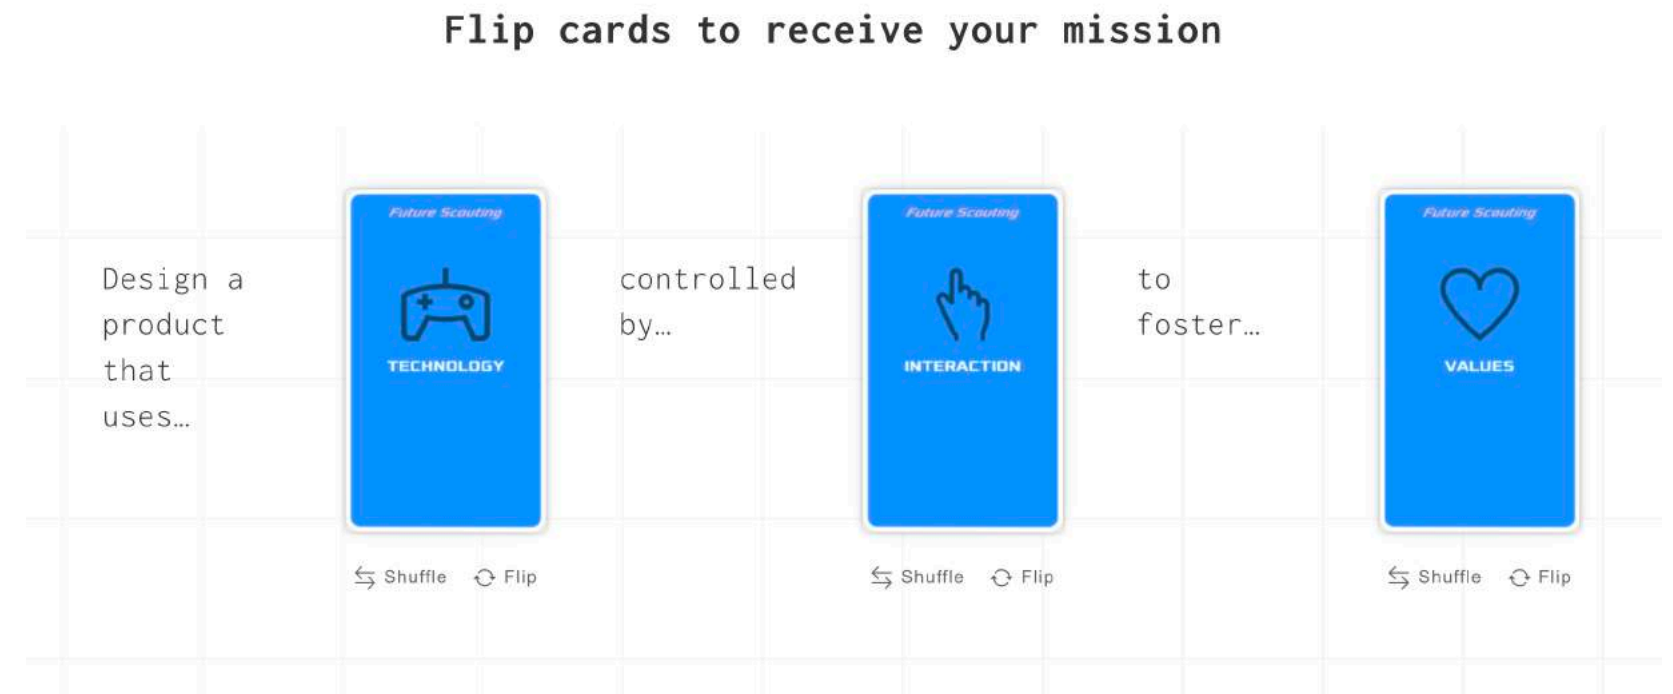 Flip cards to receive your mission
Design a
product
that
uses…
Future Scouting
TECHNOLOGY
Shuffle Flip
controlled
by…
Future Scouting
INTERACTION
Shuffle Flip
to
foster…
Future Scouting
VALUES
Shuffle Flip